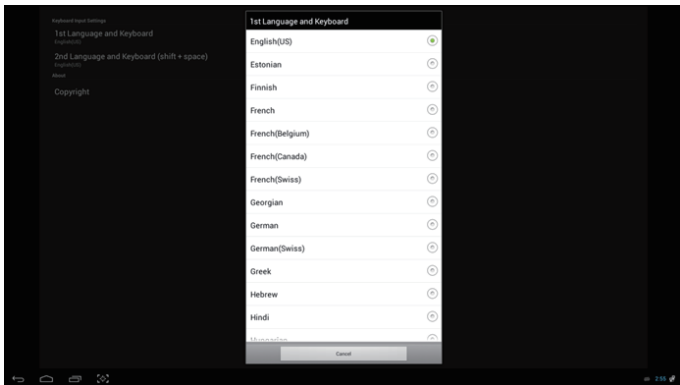 Keyboard Input Settings
1st Language and Keyboard
English(US)
2nd Language and Keyboard (shift + space)
English(US)
About
Copyright
1st Language and Keyboard
English(US)
Estonian
Finnish
French
French(Belgium)
French(Canada)
French(Swiss)
Georgian
German
German(Swiss)
Greek
Hebrew
Hindi
Hungarian
Cancel
2:55